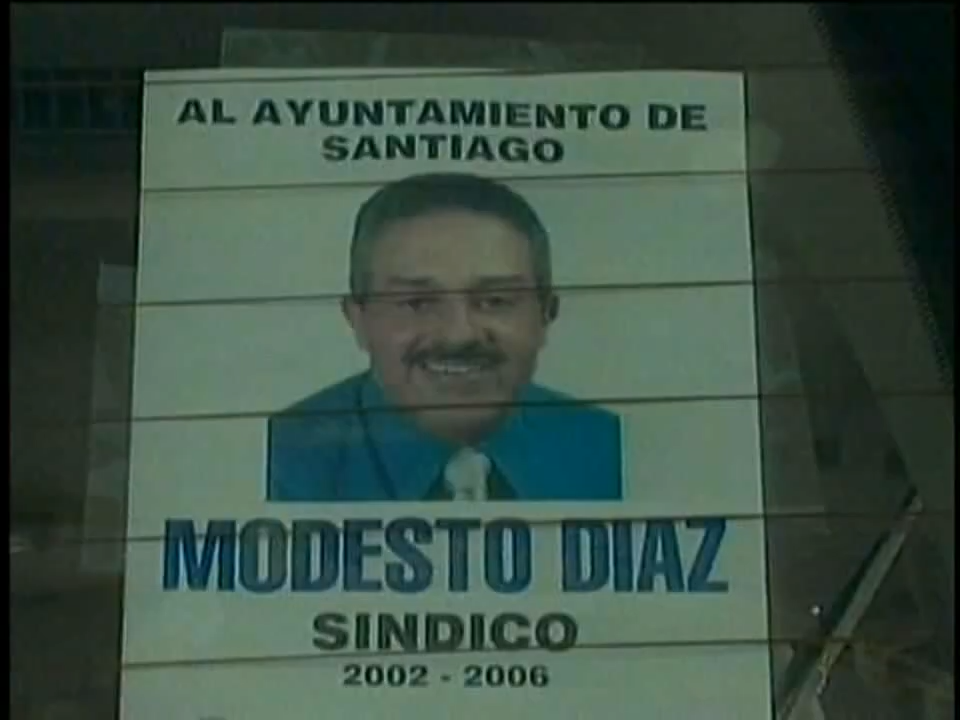 AL AYUNTAMIENTO DE
SANTIAGO
MODESTO DIAZ
SINDICO
2002 - 2006